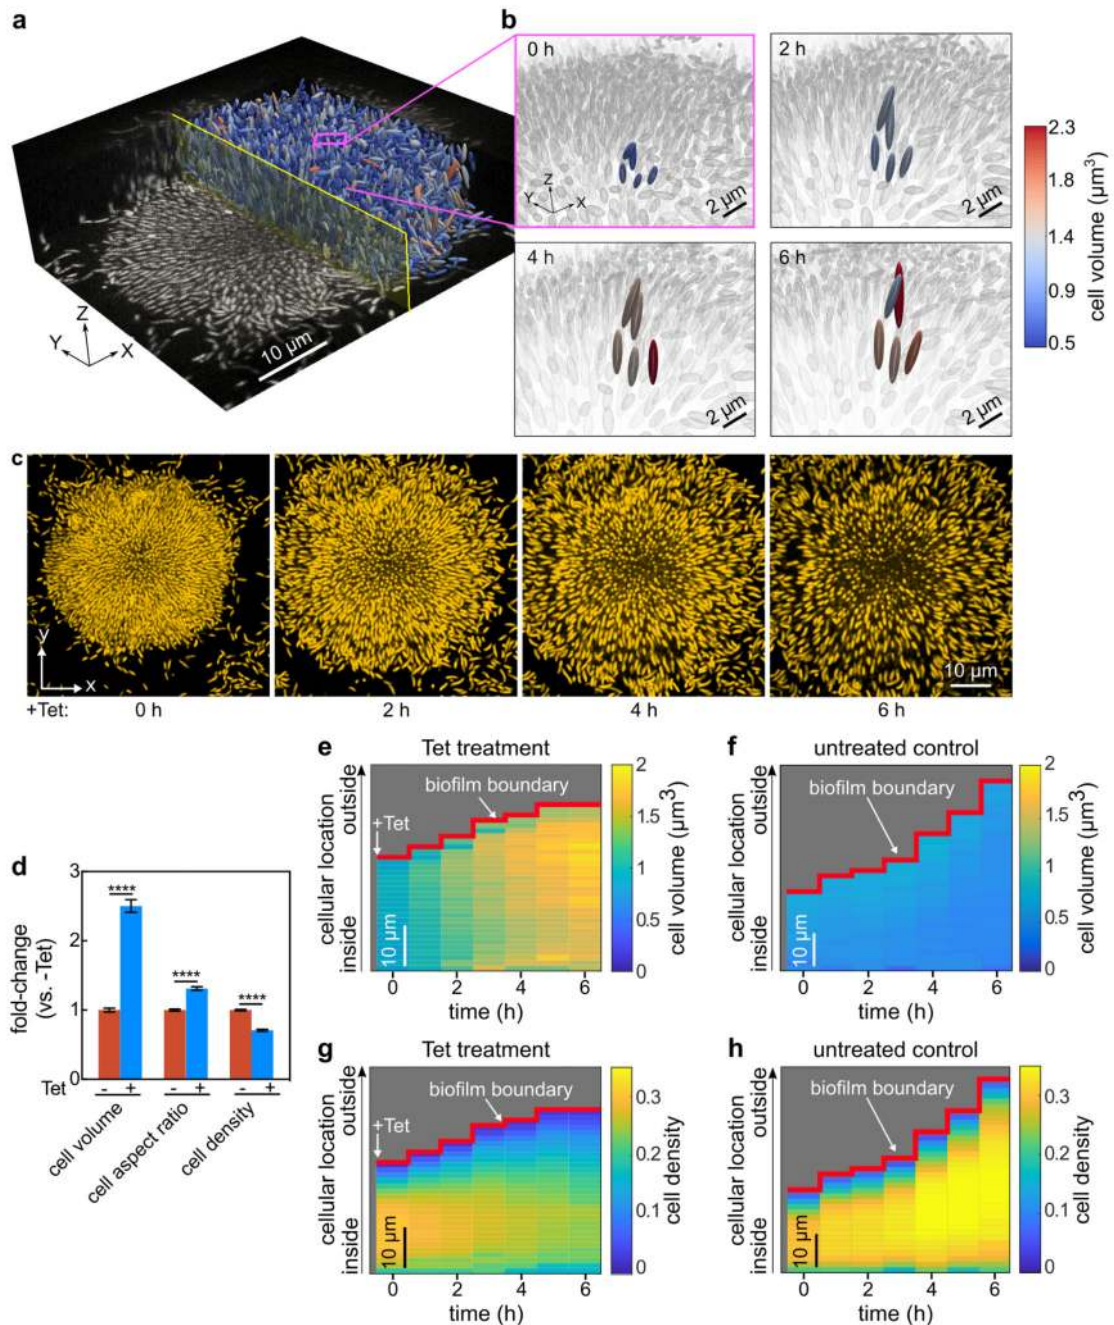 a
Z
Y
X
10 µm
b
0 h
Z
Y
X
2 µm
2 h
2 µm
4 h
2 µm
6 h
2 µm
2.3
1.8
1.4
0.9
0.5
cell volume (µm³)
c
y
x
10 µm
+Tet: 0 h 2 h 4 h 6 h
d
fold-change
(vs. -Tet)
3
2
1
0
****
****
****
Tet - + - + - +
cell volume
cell aspect ratio
cell density
e
Tet treatment
biofilm boundary
+Tet
cellular location
inside
outside
10 µm
0 2 4 6
time (h)
2
1.5
1
0.5
0
cell volume (µm³)
f
untreated control
biofilm boundary
cellular location
inside
outside
10 µm
0 2 4 6
time (h)
2
1.5
1
0.5
0
cell volume (µm³)
g
Tet treatment
biofilm boundary
+Tet
cellular location
inside
outside
10 µm
0 2 4 6
time (h)
0.3
0.2
0.1
0
cell density
h
untreated control
biofilm boundary
cellular location
inside
outside
10 µm
0 2 4 6
time (h)
0.3
0.2
0.1
0
cell density